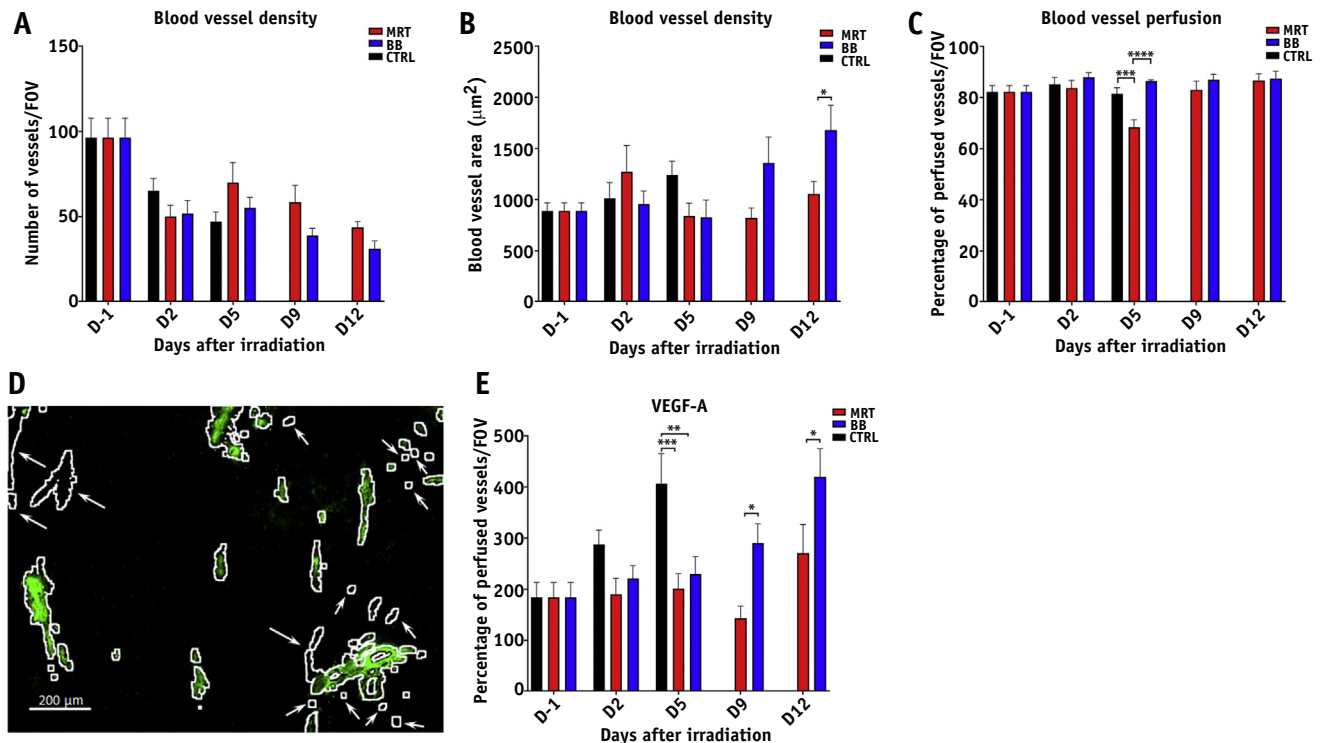 A
Blood vessel density
MRT
BB
CTRL
Number of vessels/FOV
150
100
50
0
D-1 D2 D5 D9 D12
Days after irradiation
B
Blood vessel density
MRT
BB
CTRL
Blood vessel area (μm2)
2500
2000
1500
1000
500
0
*
D-1 D2 D5 D9 D12
Days after irradiation
C
Blood vessel perfusion
MRT
BB
CTRL
Percentage of perfused vessels/FOV
100
80
60
40
20
0
****
***
D-1 D2 D5 D9 D12
Days after irradiation
D
200 μm
E
VEGF-A
MRT
BB
CTRL
Percentage of perfused vessels/FOV
500
400
300
200
100
0
**
***
*
*
D-1 D2 D5 D9 D12
Days after irradiation